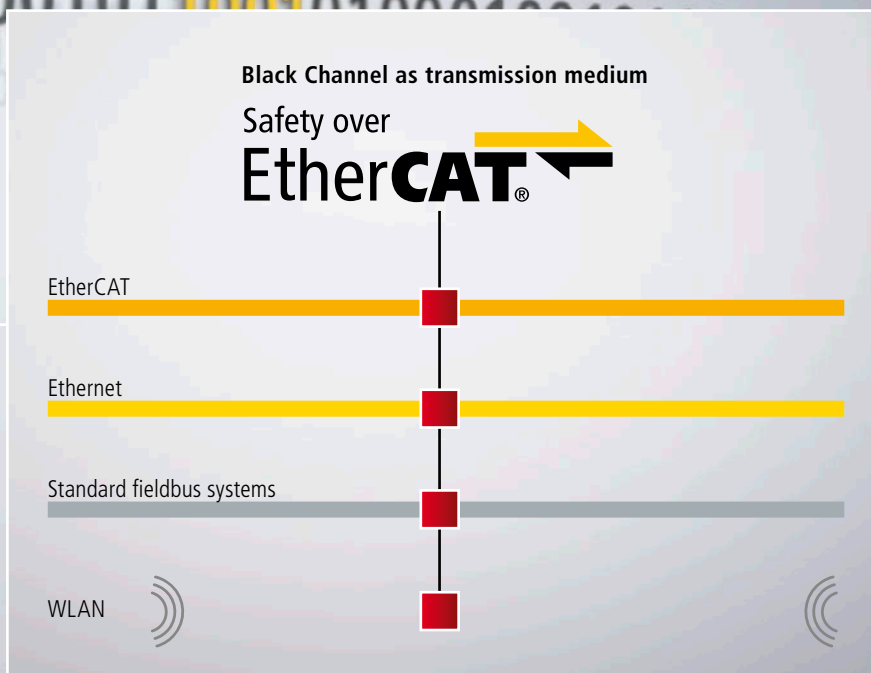 Black Channel as transmission medium
Safety over
EtherCAT®
EtherCAT
Ethernet
Standard fieldbus systems
WLAN